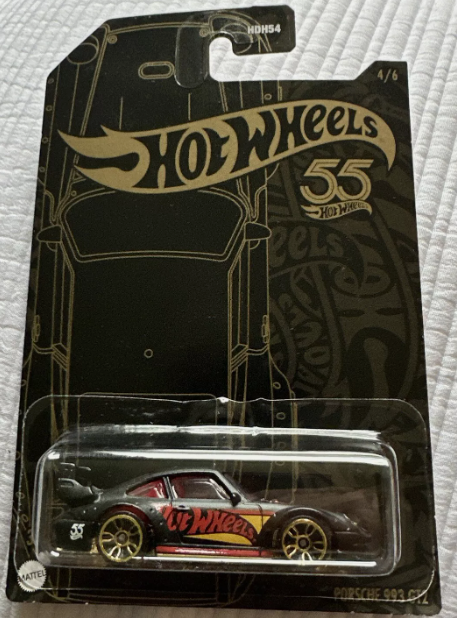 HDH54
4/6
HOT WHEELS
55
HOT WHEELS
HOT WHEELS
55
MATTEL
PORSCHE 993 GT2